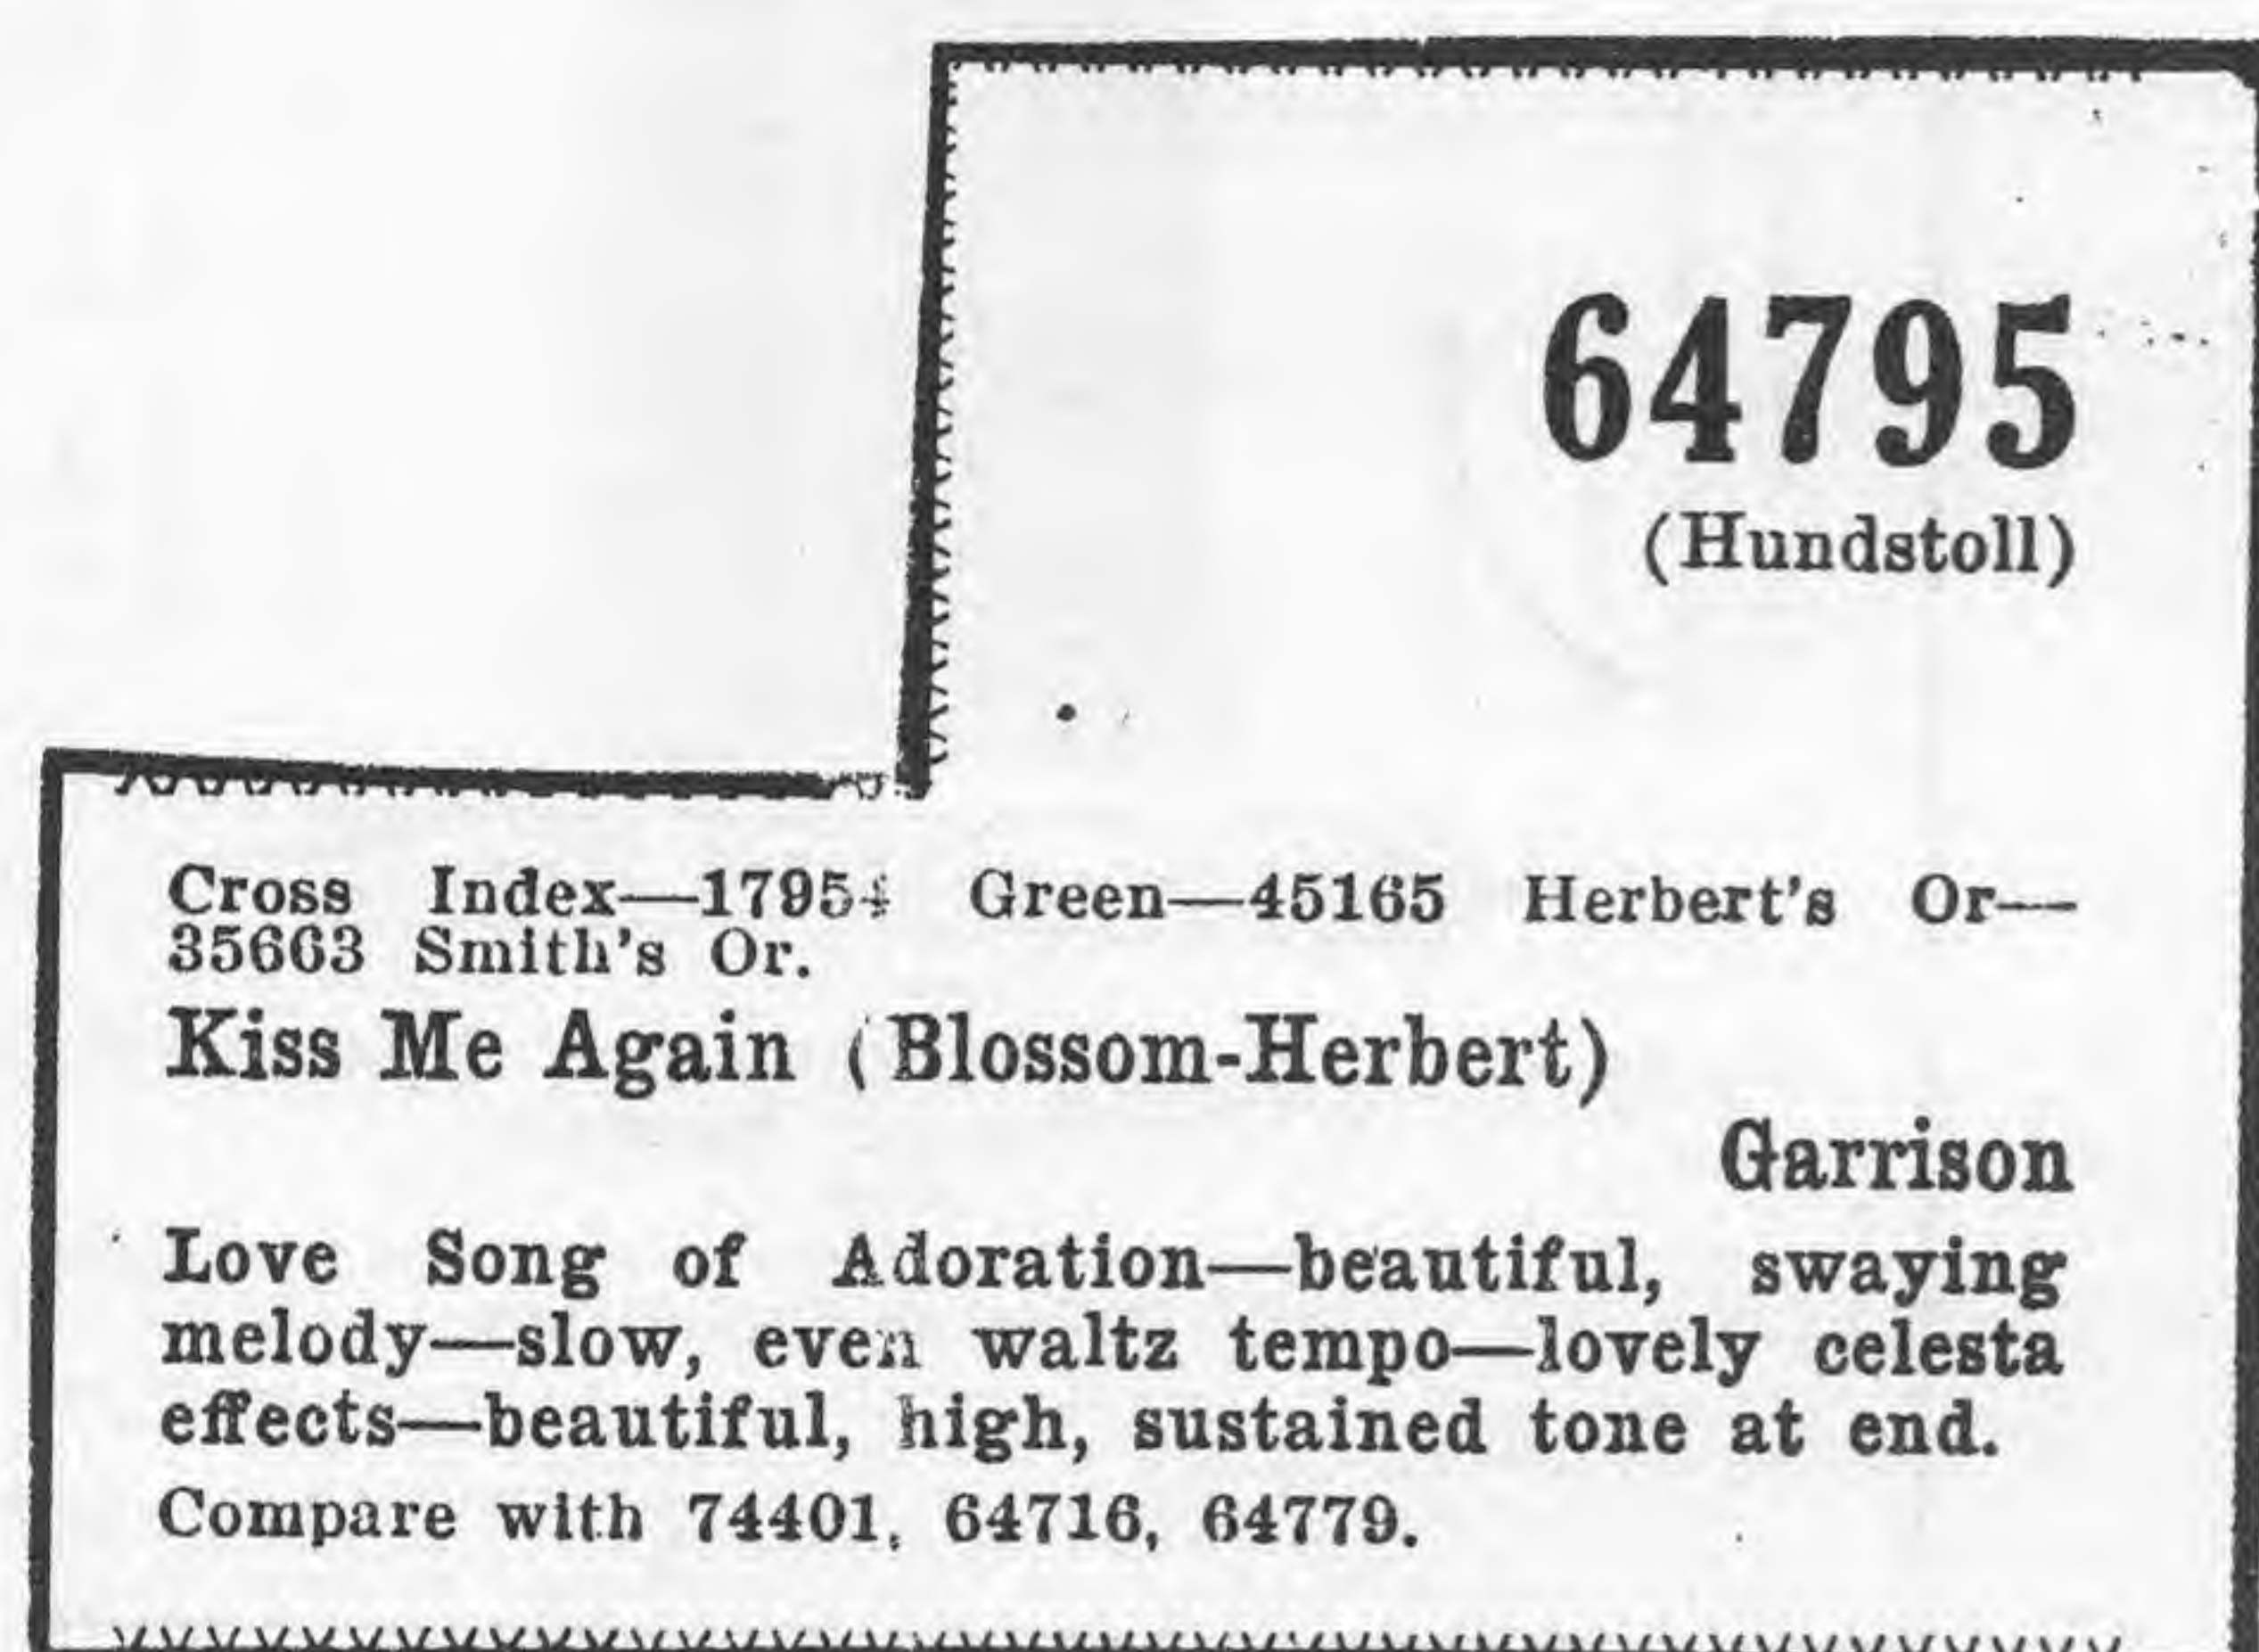 64795
(Hundstoll)
Cross Index—17954 Green—45165 Herbert's Or—
35663 Smith's Or.
Kiss Me Again (Blossom-Herbert)
Garrison
Love Song of Adoration—beautiful, swaying
melody—slow, even waltz tempo—lovely celesta
effects—beautiful, high, sustained tone at end.
Compare with 74401, 64716, 64779.